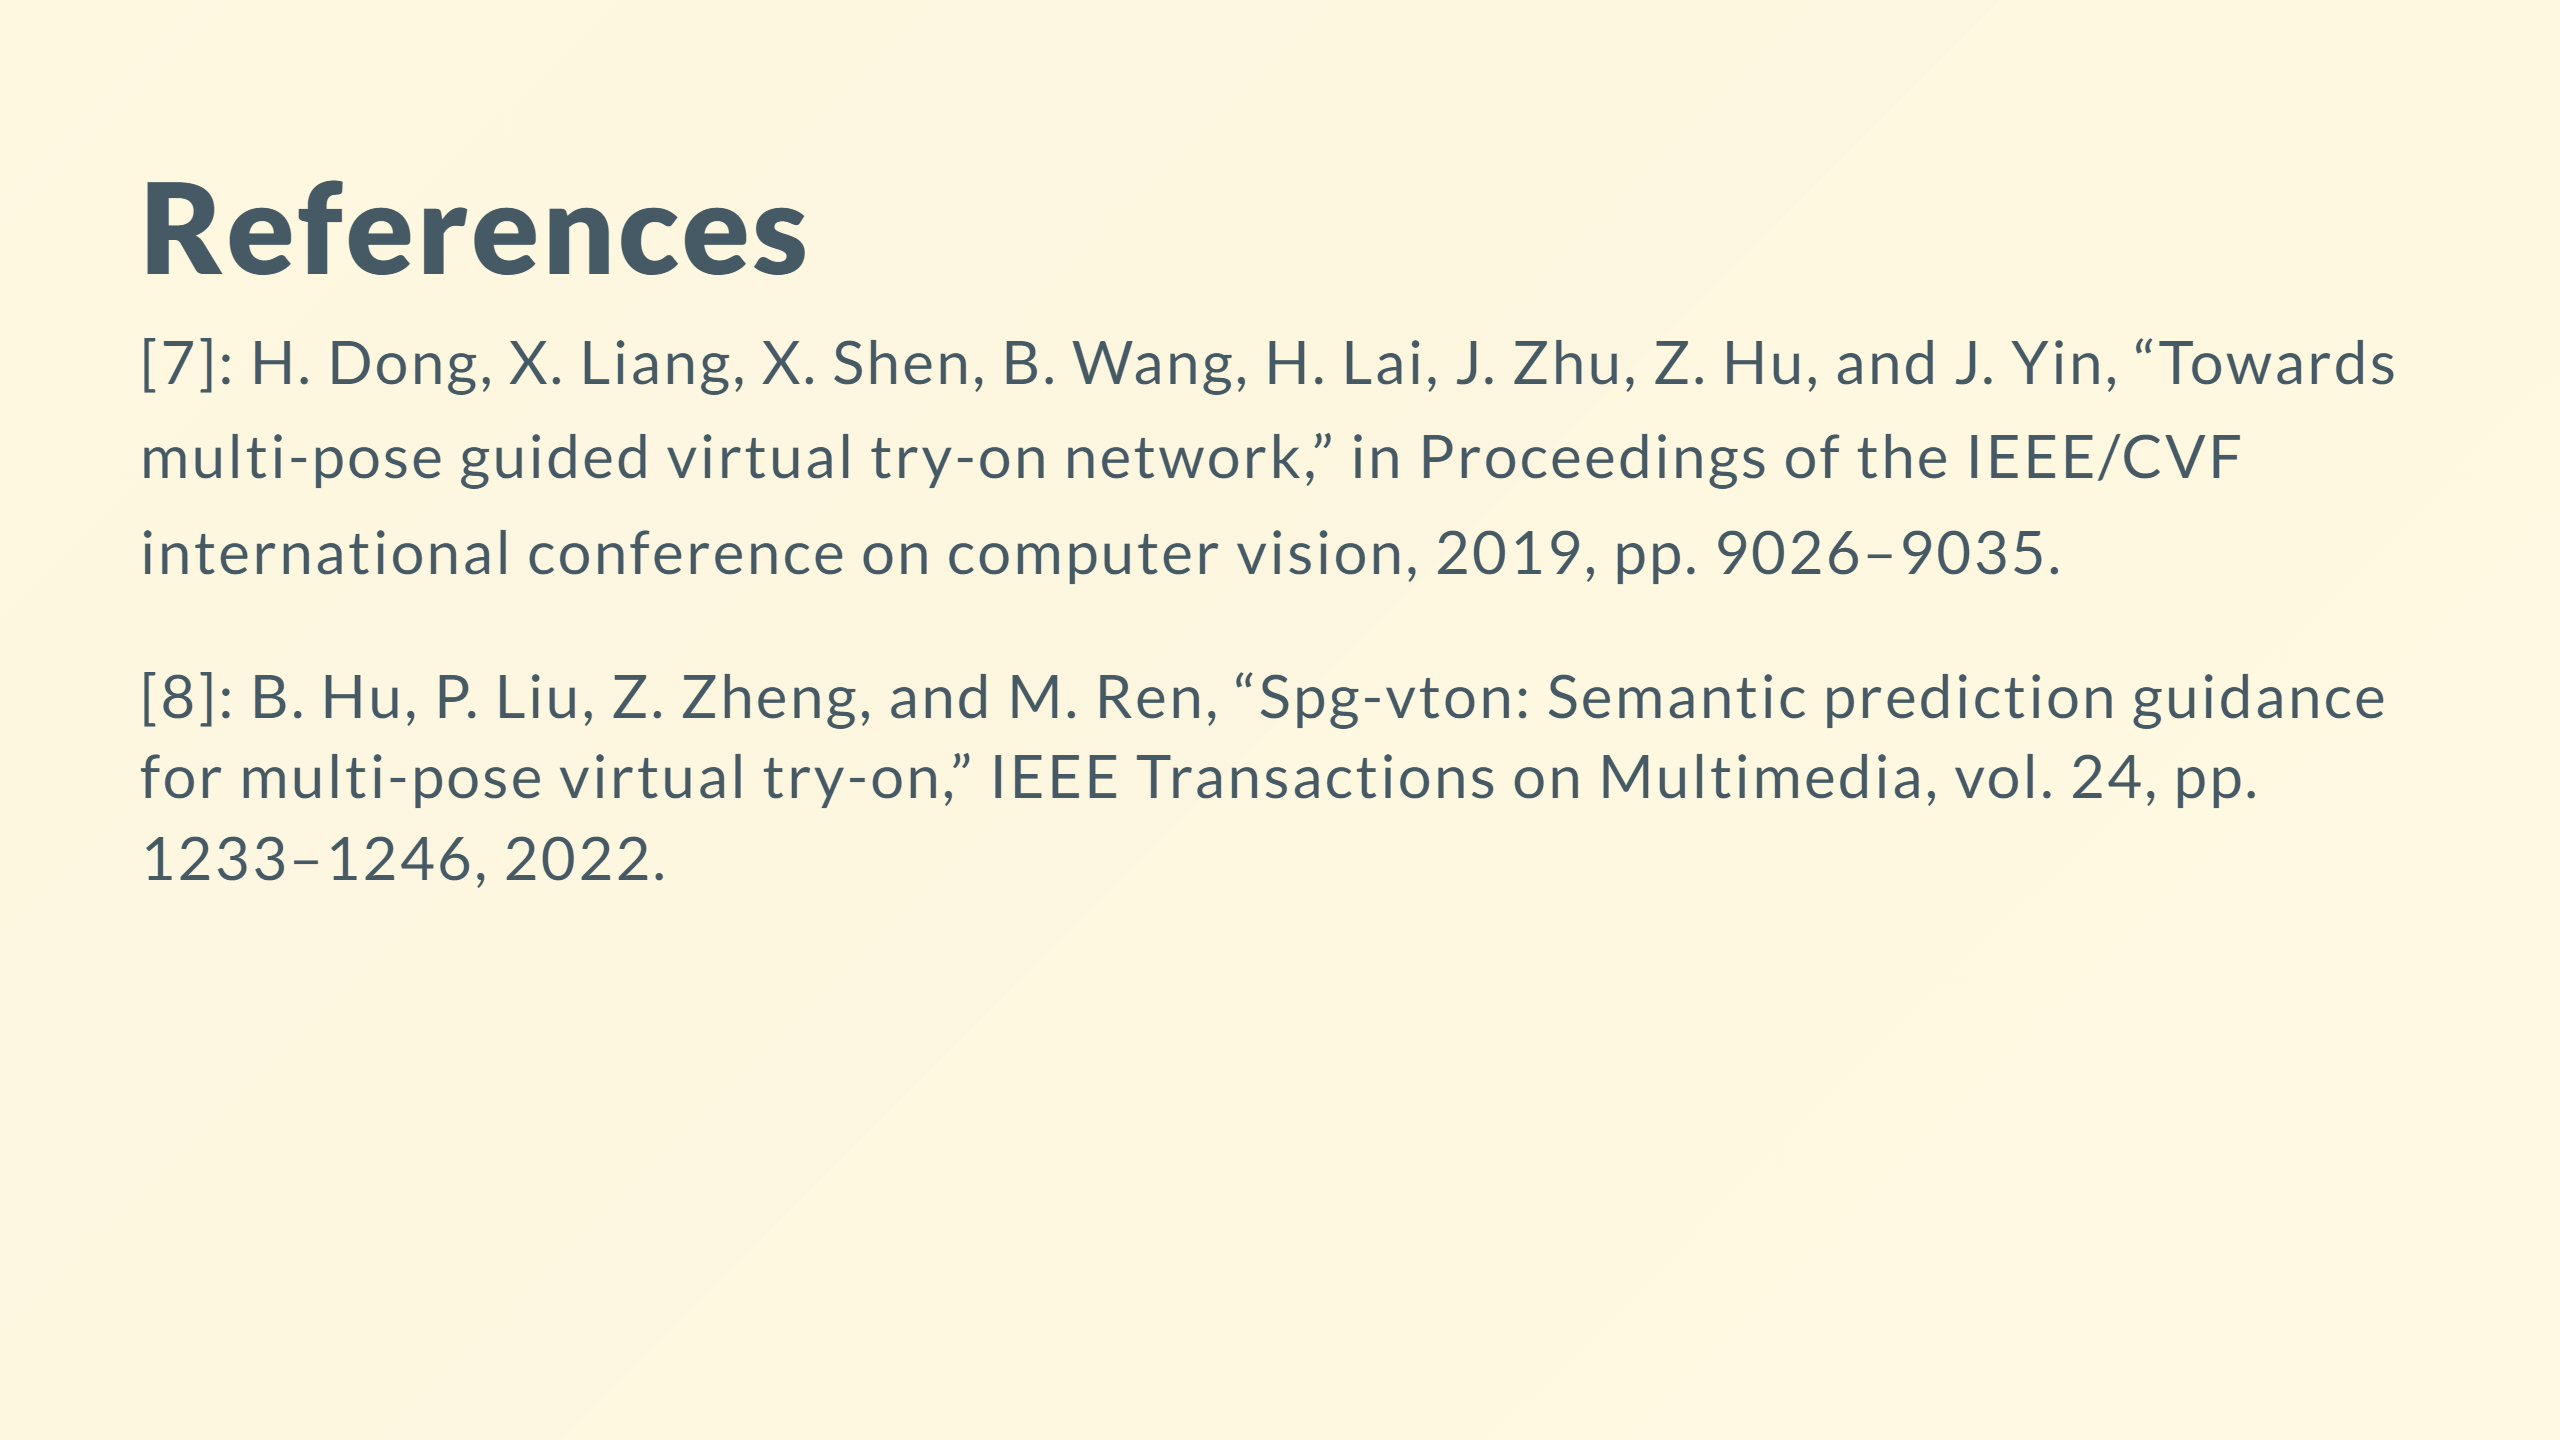 References
[7]: H. Dong, X. Liang, X. Shen, B. Wang, H. Lai, J. Zhu, Z. Hu, and J. Yin, “Towards
multi-pose guided virtual try-on network,” in Proceedings of the IEEE/CVF
international conference on computer vision, 2019, pp. 9026–9035.
[8]: B. Hu, P. Liu, Z. Zheng, and M. Ren, “Spg-vton: Semantic prediction guidance
for multi-pose virtual try-on,” IEEE Transactions on Multimedia, vol. 24, pp.
1233–1246, 2022.